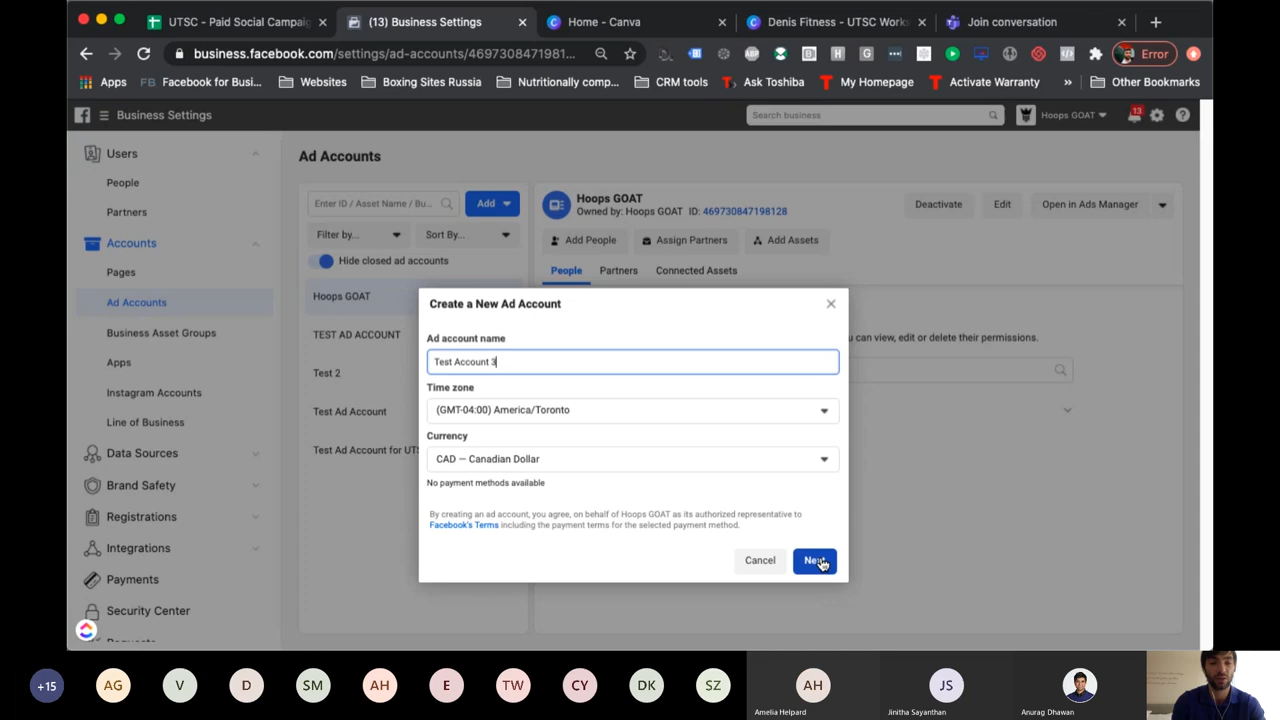 UTSC - Paid Social Campai
(13) Business Settings
Home - Canva
Denis Fitness - UTSC Work
Join conversation
business.facebook.com/settings/ad-accounts/4697308471981...
Error
Apps
FB
Facebook for Busi...
Websites
Boxing Sites Russia
Nutritionally comp...
CRM tools
Ask Toshiba
My Homepage
Activate Warranty
»
Other Bookmarks
Business Settings
Search business
Hoops GOAT
13
Users
People
Partners
Accounts
Pages
Ad Accounts
Business Asset Groups
Apps
Instagram Accounts
Line of Business
Data Sources
Brand Safety
Registrations
Integrations
Payments
Security Center
Ad Accounts
Enter ID / Asset Name / Bu...
Add
Filter by...
Sort By...
Hide closed ad accounts
Hoops GOAT
TEST AD ACCOUNT
Test 2
Test Ad Account
Test Ad Account for UTS
Hoops GOAT
Owned by: Hoops GOAT ID: 469730847198128
Deactivate
Edit
Open in Ads Manager
Add People
Assign Partners
Add Assets
People
Partners
Connected Assets
u can view, edit or delete their permissions.
Create a New Ad Account
Ad account name
Test Account 3
Time zone
(GMT-04:00) America/Toronto
Currency
CAD — Canadian Dollar
No payment methods available
By creating an ad account, you agree, on behalf of Hoops GOAT as its authorized representative to
Facebook's Terms including the payment terms for the selected payment method.
Cancel
Next
+15
AG
V
D
SM
AH
E
TW
CY
DK
SZ
AH
Amelia Helpard
JS
Jinitha Sayanthan
Anurag Dhawan